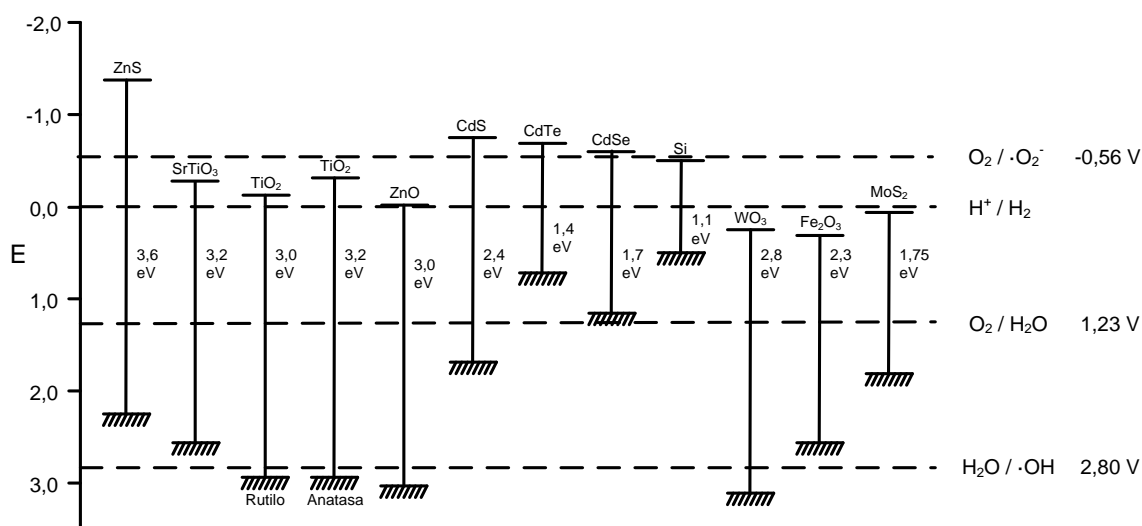 -2,0
-1,0
0,0
E
1,0
2,0
3,0
ZnS
3,6
eV
SrTiO₃
3,2
eV
TiO₂
3,0
eV
Rutilo
TiO₂
3,2
eV
Anatasa
ZnO
3,0
eV
CdS
2,4
eV
CdTe
1,4
eV
CdSe
1,7
eV
Si
1,1
eV
WO₃
2,8
eV
Fe₂O₃
2,3
eV
MoS₂
1,75
eV
O₂ / ·O₂⁻ -0,56 V
H⁺ / H₂
O₂ / H₂O 1,23 V
H₂O / ·OH 2,80 V